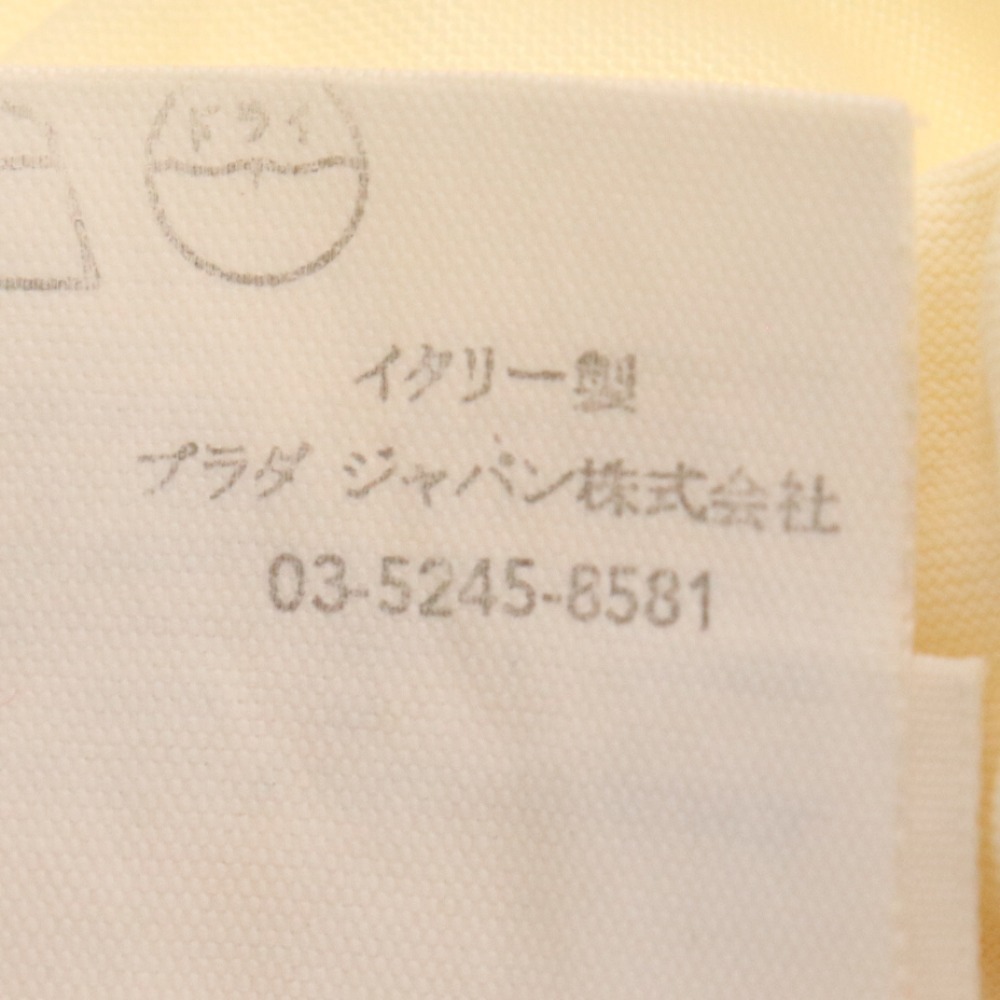 ドライ
イタリー製
プラダ ジャパン株式会社
03-5245-8581